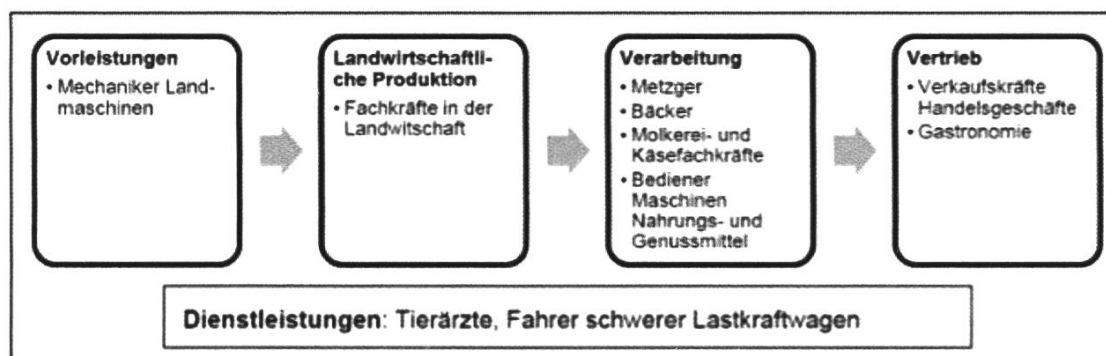 Vorleistungen
• Mechaniker Land-
maschinen
Landwirtschaftli-
che Produktion
• Fachkräfte in der
Landwitschaft
Verarbeitung
• Metzger
• Bäcker
• Molkerei- und
Käsefachkräfte
• Bediener
Maschinen
Nahrungs- und
Genussmittel
Vertrieb
• Verkaufskräfte
Handelsgeschäfte
• Gastronomie
Dienstleistungen: Tierärzte, Fahrer schwerer Lastkraftwagen